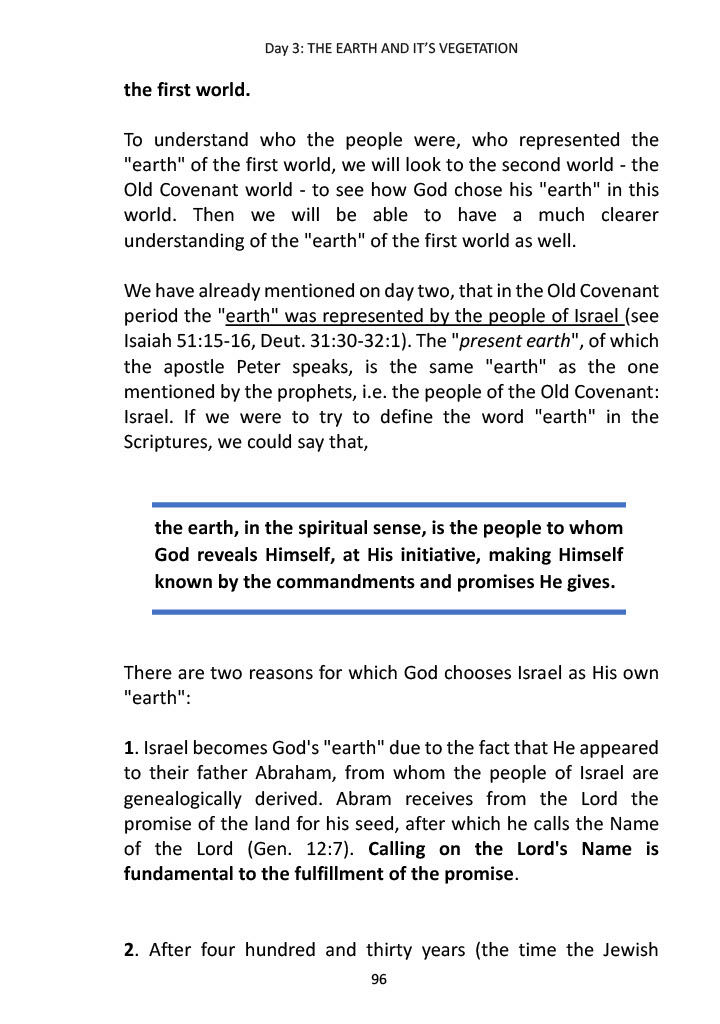 Day 3: THE EARTH AND IT'S VEGETATION
the first world.
To understand who the people were, who represented the
"earth" of the first world, we will look to the second world - the
Old Covenant world - to see how God chose his "earth" in this
world. Then we will be able to have a much clearer
understanding of the "earth" of the first world as well.
We have already mentioned on day two, that in the Old Covenant
period the "earth" was represented by the people of Israel (see
Isaiah 51:15-16, Deut. 31:30-32:1). The "present earth", of which
the apostle Peter speaks, is the same "earth" as the one
mentioned by the prophets, i.e. the people of the Old Covenant:
Israel. If we were to try to define the word "earth" in the
Scriptures, we could say that,
the earth, in the spiritual sense, is the people to whom
God reveals Himself, at His initiative, making Himself
known by the commandments and promises He gives.
There are two reasons for which God chooses Israel as His own
"earth":
1. Israel becomes God's "earth" due to the fact that He appeared
to their father Abraham, from whom the people of Israel are
genealogically derived. Abram receives from the Lord the
promise of the land for his seed, after which he calls the Name
of the Lord (Gen. 12:7). Calling on the Lord's Name is
fundamental to the fulfillment of the promise.
2. After four hundred and thirty years (the time the Jewish
96